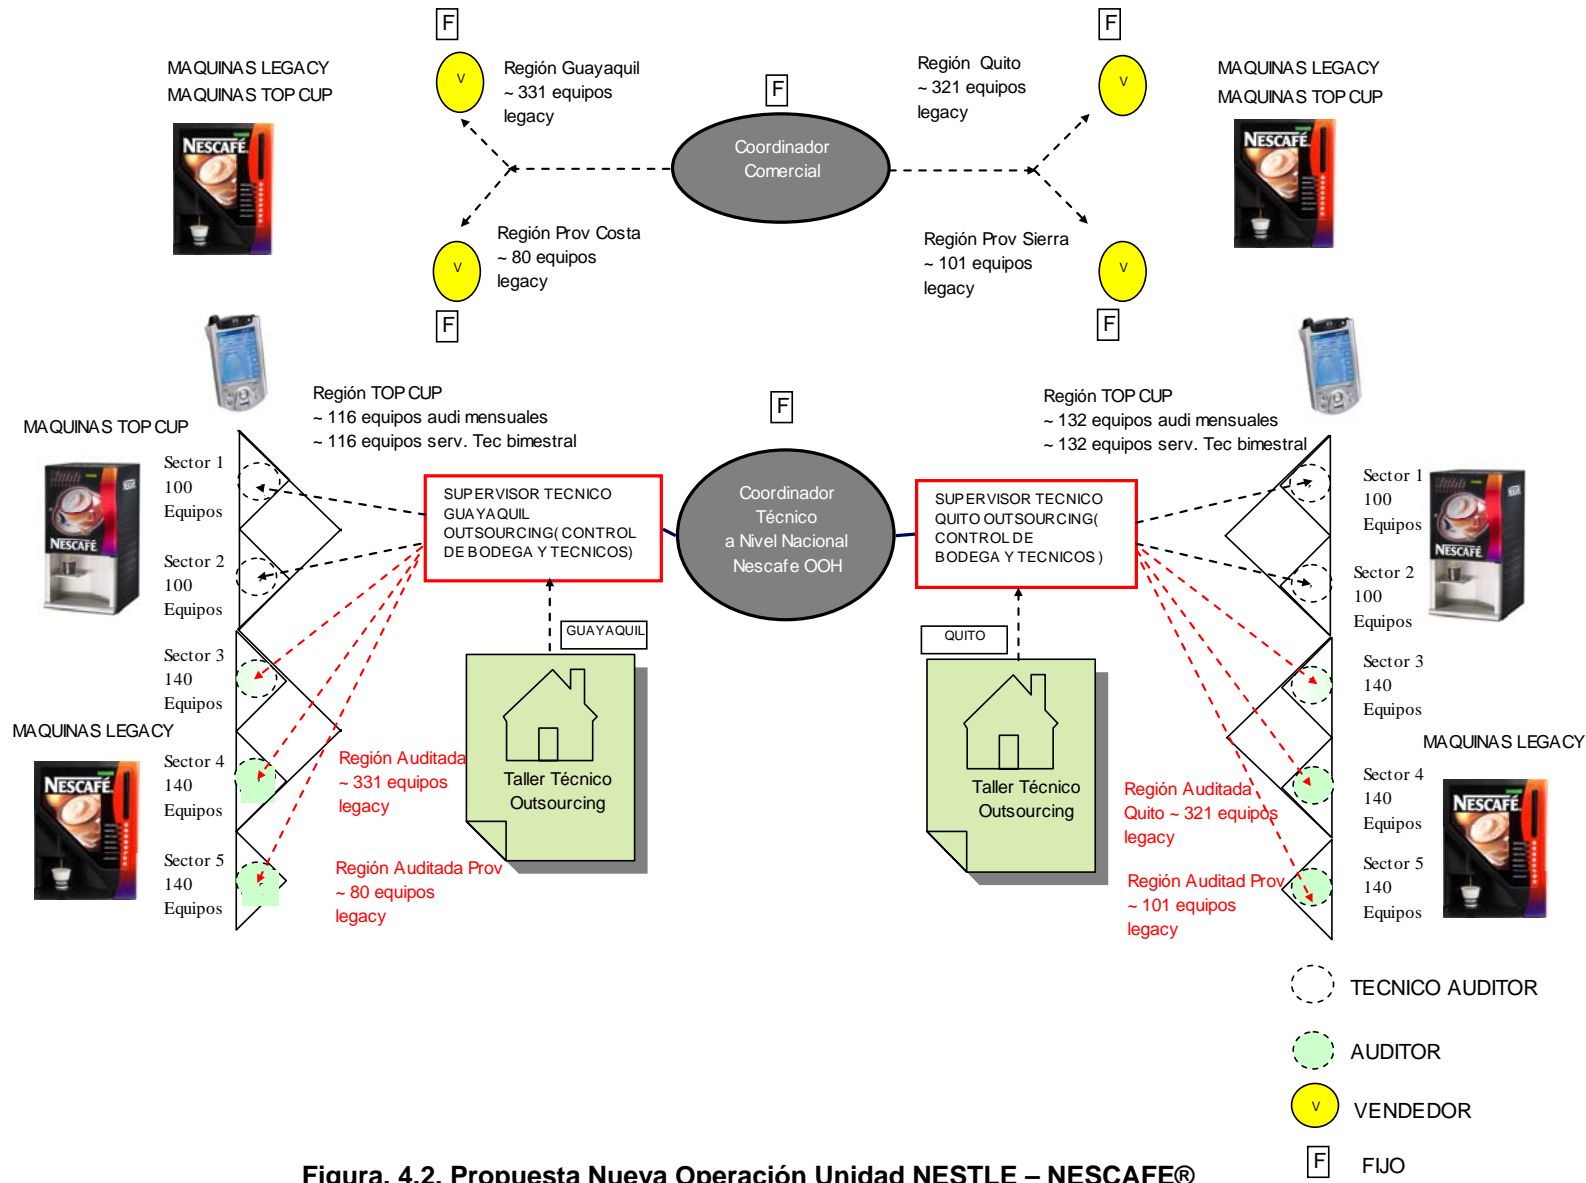 F
F
MAQUINAS LEGACY
MAQUINAS TOP CUP
NESCAFÉ
V
Región Guayaquil
~ 331 equipos
legacy
F
Coordinador
Comercial
Región Quito
~ 321 equipos
legacy
V
MAQUINAS LEGACY
MAQUINAS TOP CUP
NESCAFÉ
V
Región Prov Costa
~ 80 equipos
legacy
F
Región Prov Sierra
~ 101 equipos
legacy
V
F
Región TOP CUP
~ 116 equipos audi mensuales
~ 116 equipos serv. Tec bimestral
F
Región TOP CUP
~ 132 equipos audi mensuales
~ 132 equipos serv. Tec bimestral
MAQUINAS TOP CUP
NESCAFÉ
Sector 1
100
Equipos
Sector 2
100
Equipos
Sector 3
140
Equipos
MAQUINAS LEGACY
NESCAFÉ
Sector 4
140
Equipos
Sector 5
140
Equipos
SUPERVISOR TECNICO
GUAYAQUIL
OUTSOURCING( CONTROL
DE BODEGA Y TECNICOS)
Coordinador
Técnico
a Nivel Nacional
Nescafe OOH
SUPERVISOR TECNICO
QUITO OUTSOURCING(
CONTROL DE
BODEGA Y TECNICOS )
GUAYAQUIL
Taller Técnico
Outsourcing
QUITO
Taller Técnico
Outsourcing
Región Auditada
~ 331 equipos
legacy
Región Auditada Prov
~ 80 equipos
legacy
Región Auditada
Quito ~ 321 equipos
legacy
Región Auditad Prov
~ 101 equipos
legacy
Sector 1
100
Equipos
NESCAFÉ
Sector 2
100
Equipos
Sector 3
140
Equipos
MAQUINAS LEGACY
Sector 4
140
Equipos
NESCAFÉ
Sector 5
140
Equipos
TECNICO AUDITOR
AUDITOR
V VENDEDOR
F FIJO
Figura. 4.2. Propuesta Nueva Operación Unidad NESTLE – NESCAFE®